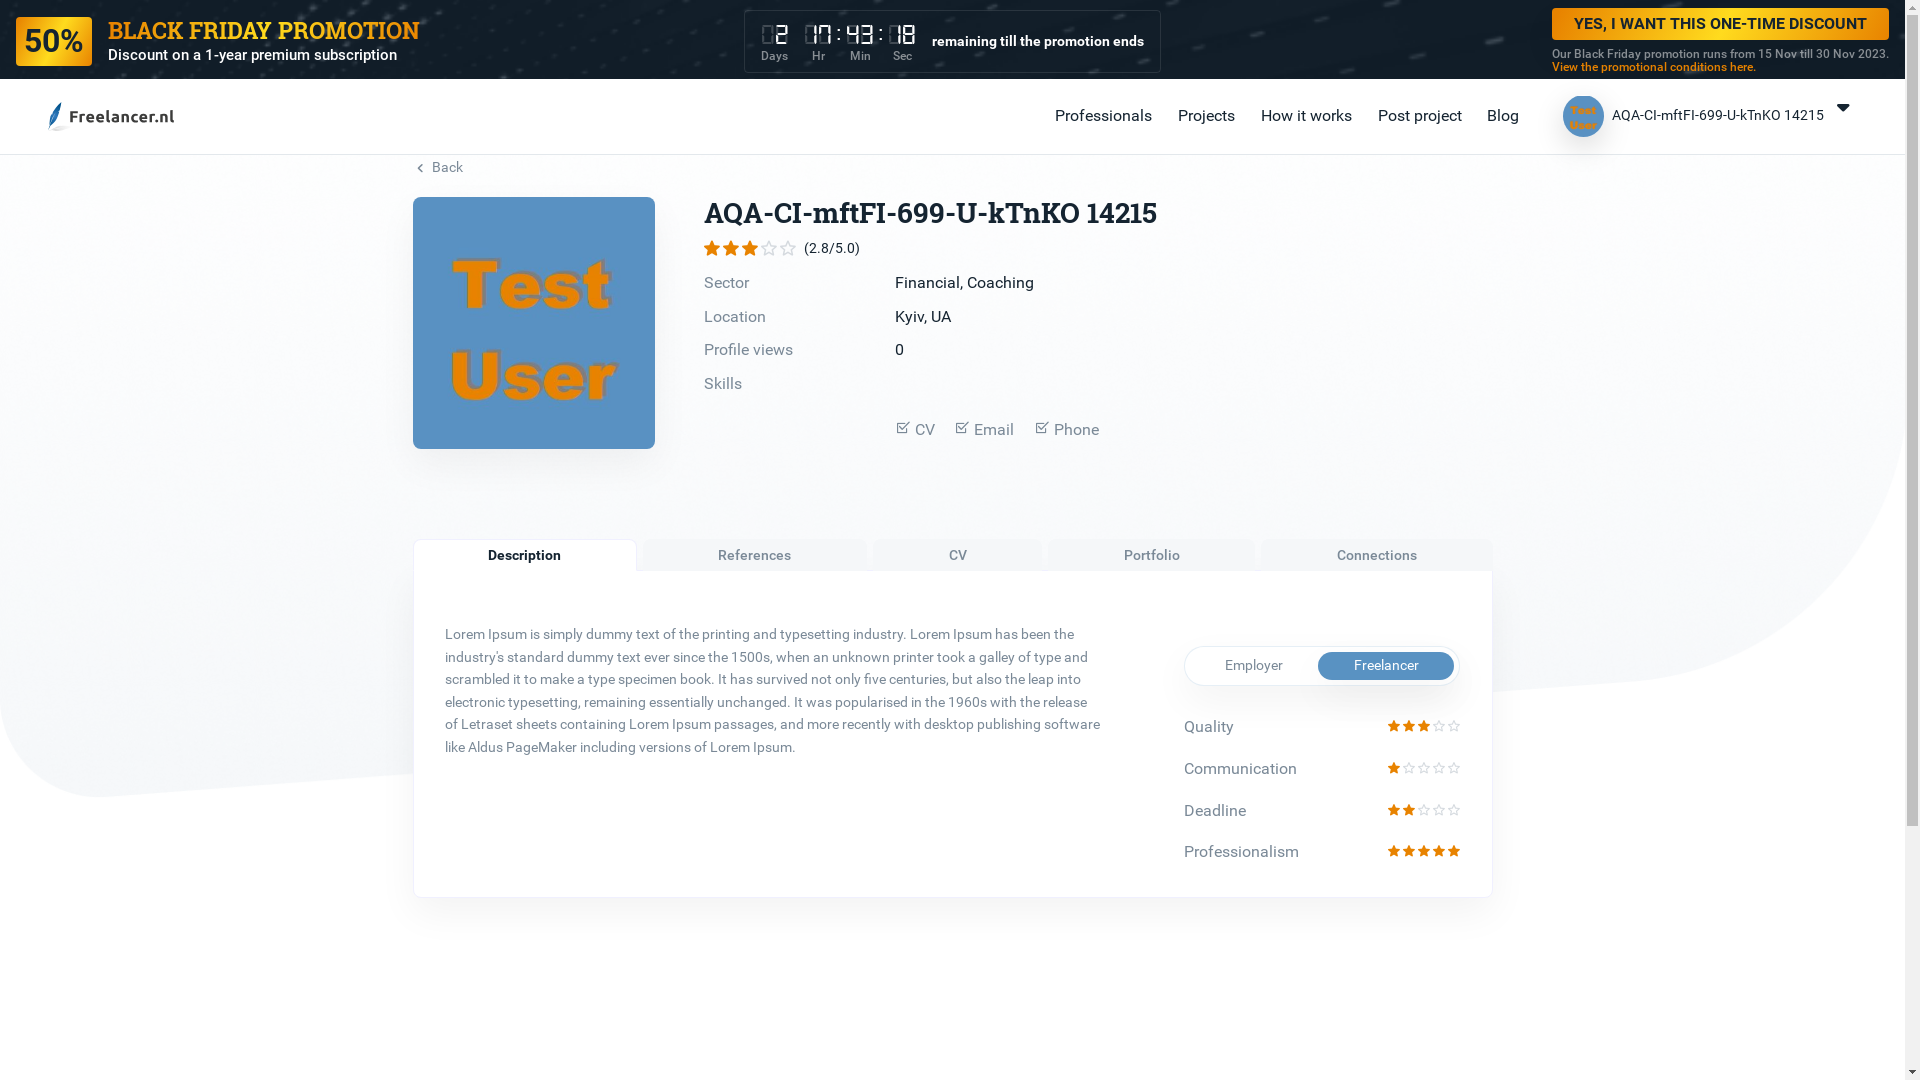 50%
BLACK FRIDAY PROMOTION
Discount on a 1-year premium subscription
2 17 : 43 : 18
Days Hr Min Sec
remaining till the promotion ends
YES, I WANT THIS ONE-TIME DISCOUNT
Our Black Friday promotion runs from 15 Nov till 30 Nov 2023.
View the promotional conditions here.
Freelancer.nl
Professionals Projects How it works Post project Blog
Test
User
AQA-CI-mftFI-699-U-kTnKO 14215
Back
Test
User
AQA-CI-mftFI-699-U-kTnKO 14215
(2.8/5.0)
Sector Financial, Coaching
Location Kyiv, UA
Profile views 0
Skills
CV Email Phone
Description References CV Portfolio Connections
Lorem Ipsum is simply dummy text of the printing and typesetting industry. Lorem Ipsum has been the
industry's standard dummy text ever since the 1500s, when an unknown printer took a galley of type and
scrambled it to make a type specimen book. It has survived not only five centuries, but also the leap into
electronic typesetting, remaining essentially unchanged. It was popularised in the 1960s with the release
of Letraset sheets containing Lorem Ipsum passages, and more recently with desktop publishing software
like Aldus PageMaker including versions of Lorem Ipsum.
Employer Freelancer
Quality
Communication
Deadline
Professionalism